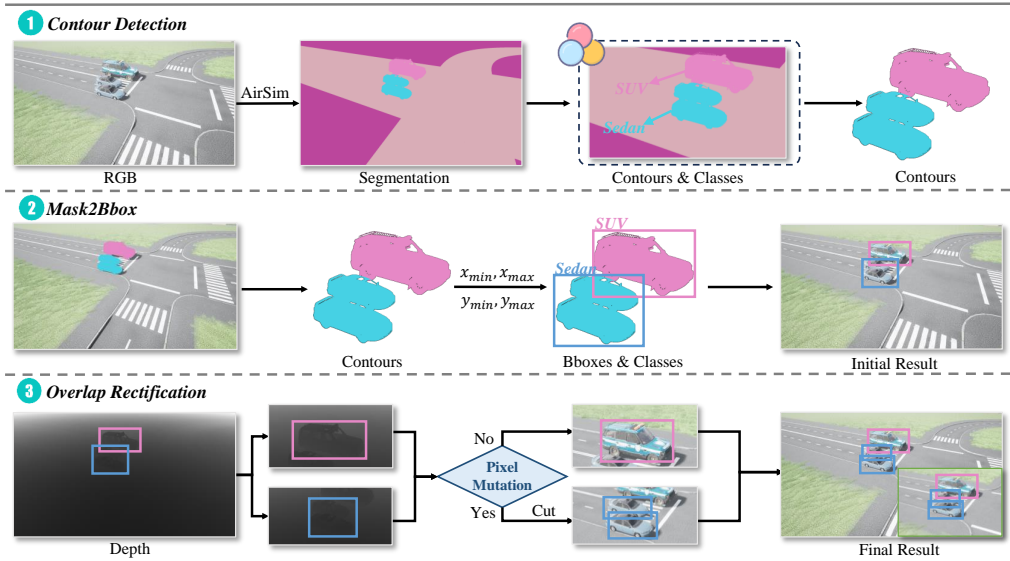 1 Contour Detection
AirSim
SUV
Sedan
RGB
Segmentation
Contours & Classes
Contours
2 Mask2Bbox
SUV
Sedan
x_min, x_max
y_min, y_max
Contours
Bboxes & Classes
Initial Result
3 Overlap Rectification
No
Pixel
Mutation
Yes
Cut
Depth
Final Result